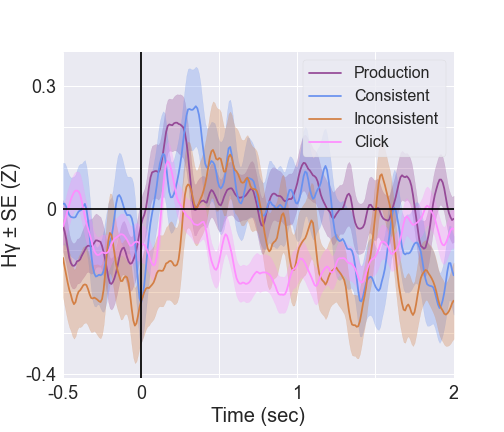 Production
Consistent
Inconsistent
Click
0.3
0
-0.4
-0.5
0
1
2
Hγ ± SE (Z)
Time (sec)